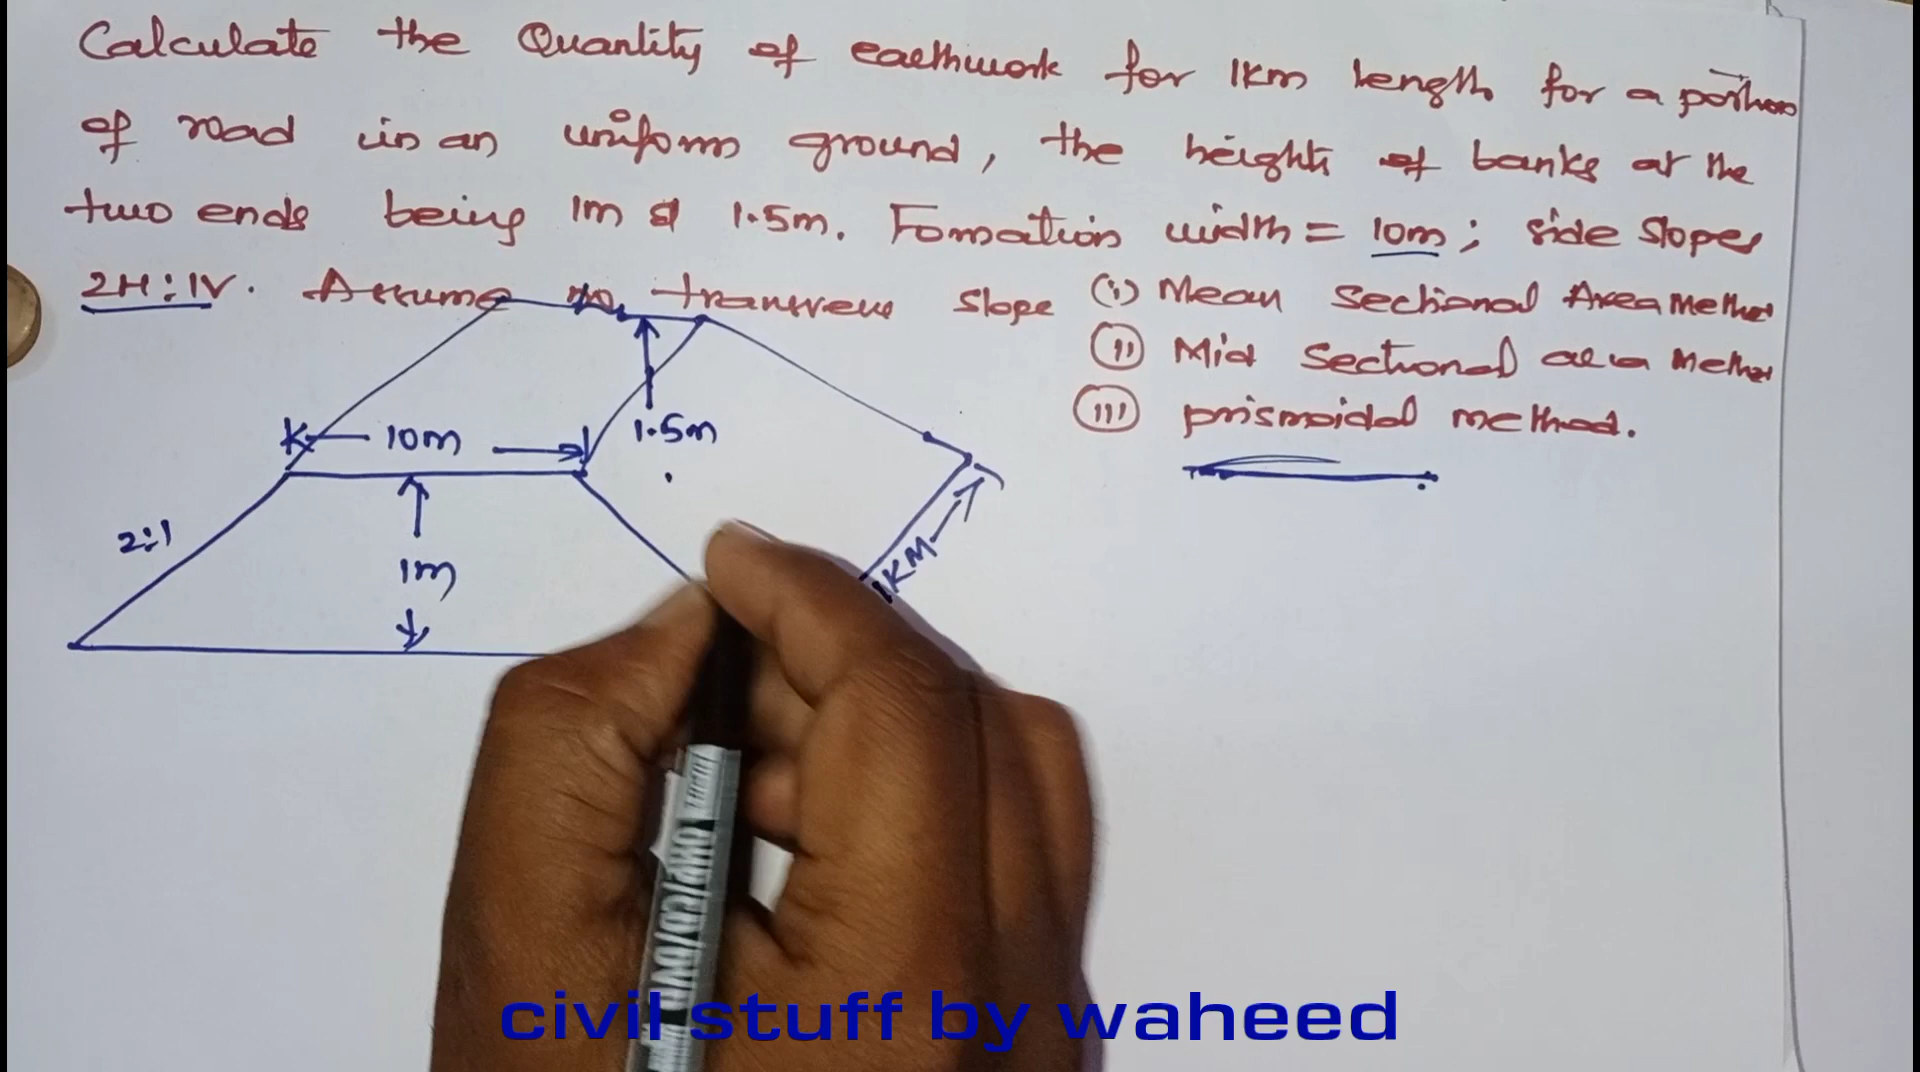 Calculate the Quantity of earthwork for 1km length for a portion
of road in an uniform ground, the heights of banks at the
two ends being 1m & 1.5m. Formation width = 10m; side slopes
2H:1V. Assume no transvers slope (i) Mean Sectional Area Method
(ii) Mid Sectional area Method
(iii) prismoidal method.
10m
1.5m
2:1
1m
1KM
civil stuff by waheed